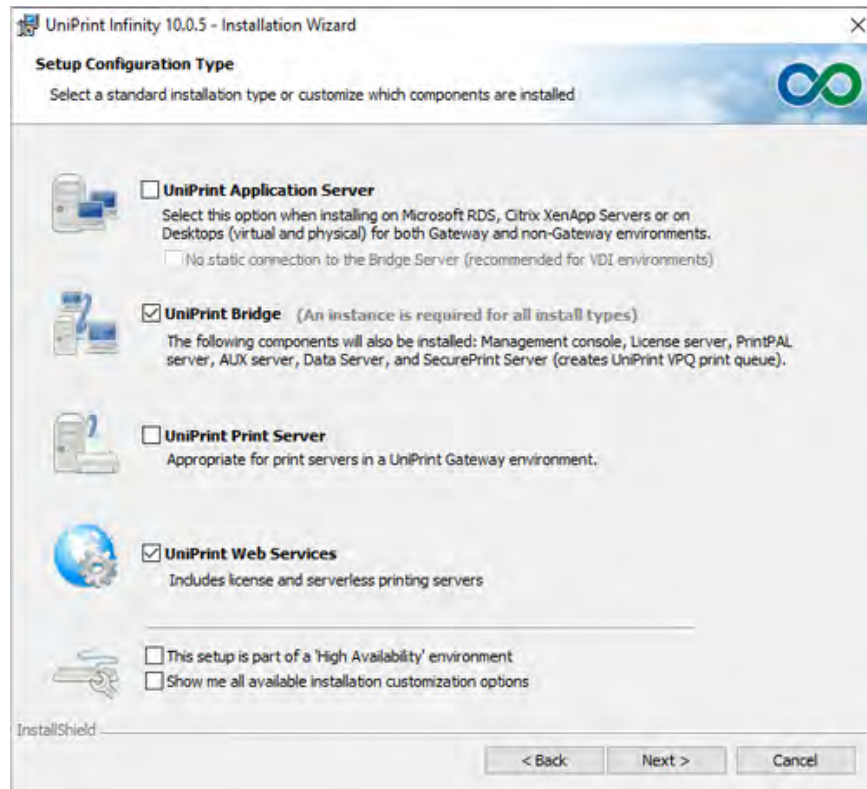 UniPrint Infinity 10.0.5 - Installation Wizard
Setup Configuration Type
Select a standard installation type or customize which components are installed
UniPrint Application Server
Select this option when installing on Microsoft RDS, Citrix XenApp Servers or on
Desktops (virtual and physical) for both Gateway and non-Gateway environments.
No static connection to the Bridge Server (recommended for VDI environments)
UniPrint Bridge (An instance is required for all install types)
The following components will also be installed: Management console, License server, PrintPAL
server, AUX server, Data Server, and SecurePrint Server (creates UniPrint VPQ print queue).
UniPrint Print Server
Appropriate for print servers in a UniPrint Gateway environment.
UniPrint Web Services
Includes license and serverless printing servers
This setup is part of a 'High Availability' environment
Show me all available installation customization options
InstallShield
< Back Next > Cancel